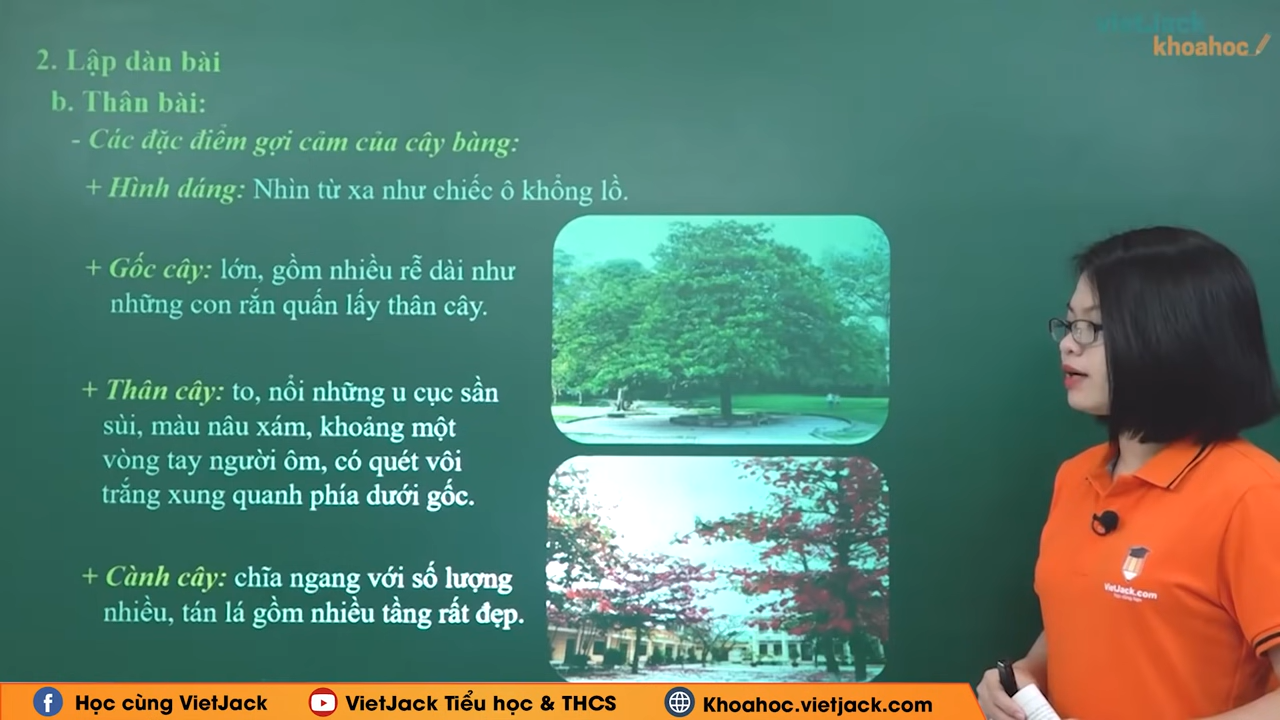 vietJack
khoahoc
2. Lập dàn bài
b. Thân bài:
- Các đặc điểm gợi cảm của cây bàng:
+ Hình dáng: Nhìn từ xa như chiếc ô khổng lồ.
+ Gốc cây: lớn, gồm nhiều rễ dài như
những con rắn quấn lấy thân cây.
+ Thân cây: to, nổi những u cục sần
sùi, màu nâu xám, khoảng một
vòng tay người ôm, có quét vôi
trắng xung quanh phía dưới gốc.
+ Cành cây: chĩa ngang với số lượng
nhiều, tán lá gồm nhiều tầng rất đẹp.
VietJack.com
Học cùng VietJack
VietJack Tiểu học & THCS
Khoahoc.vietjack.com